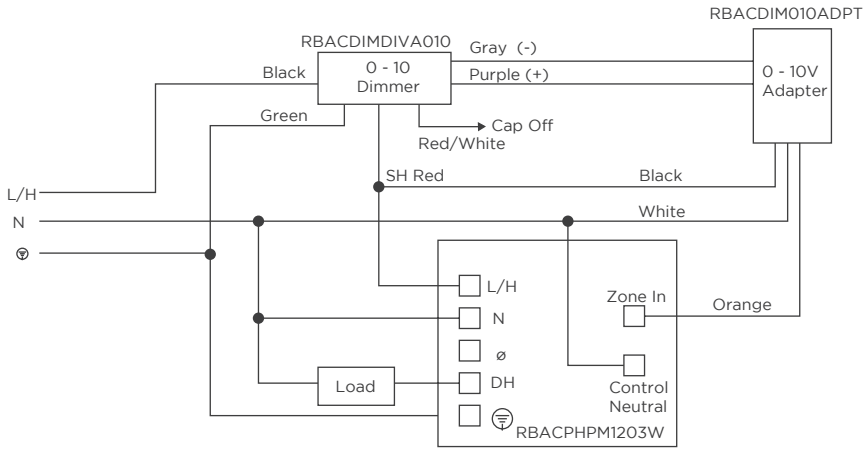 RBACDIM010ADPT
RBACDIMDIVA010
Gray (-)
0 - 10
Dimmer
Black
Purple (+)
0 - 10V
Adapter
Green
Cap Off
Red/White
SH Red
Black
L/H
White
N
L/H
Zone In
Orange
N
ø
Load
DH
Control
Neutral
RBACPHPM1203W